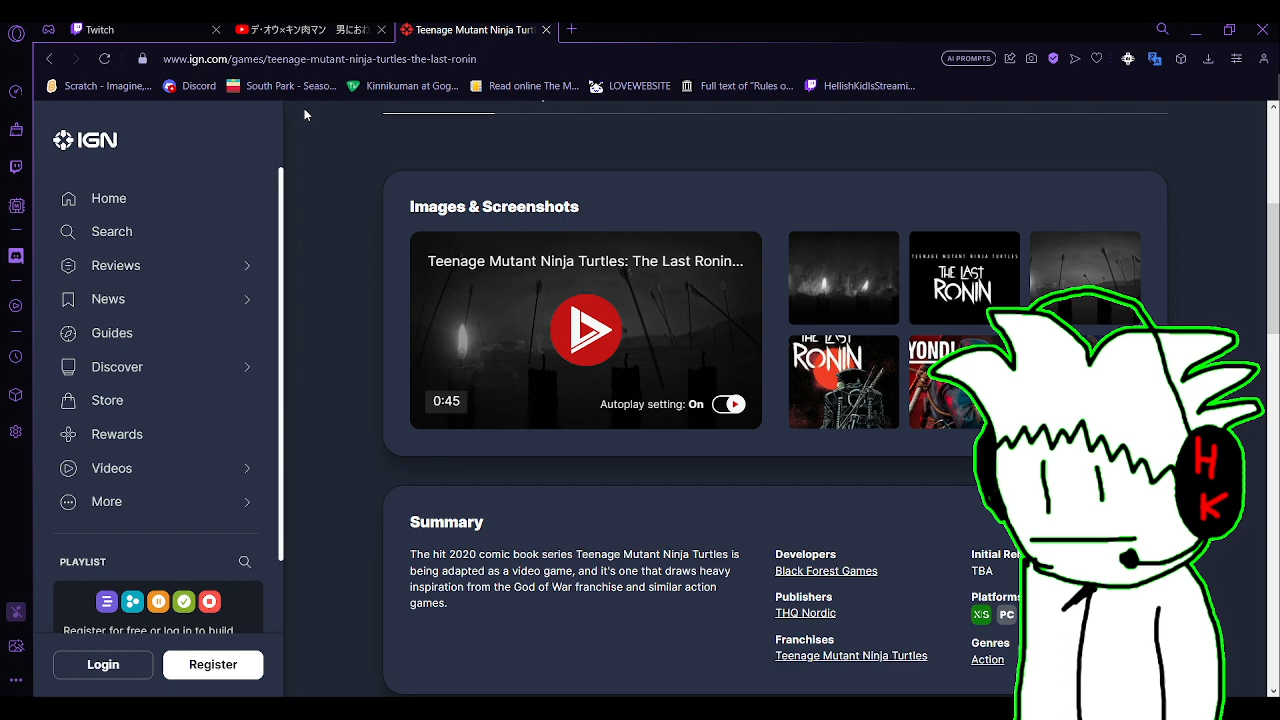 Twitch
デ・オウ×キン肉マン 男におわ
Teenage Mutant Ninja Turt
www.ign.com/games/teenage-mutant-ninja-turtles-the-last-ronin
AI PROMPTS
Scratch - Imagine,...
Discord
South Park - Seaso...
Kinnikuman at Gog...
Read online The M...
LOVEWEBSITE
Full text of "Rules o...
HellishKidIsStreami...
IGN
Home
Search
Reviews
News
Guides
Discover
Store
Rewards
Videos
More
PLAYLIST
Register for free or log in to build
Login
Register
Images & Screenshots
Teenage Mutant Ninja Turtles: The Last Ronin...
0:45
Autoplay setting: On
TEENAGE MUTANT NINJA TURTLES
THE LAST
RONIN
THE LAST
RONIN
Summary
The hit 2020 comic book series Teenage Mutant Ninja Turtles is
being adapted as a video game, and it's one that draws heavy
inspiration from the God of War franchise and similar action
games.
Developers
Black Forest Games
Publishers
THQ Nordic
Franchises
Teenage Mutant Ninja Turtles
Initial Re
TBA
Platforms
X|S
PC
Genres
Action
H
K